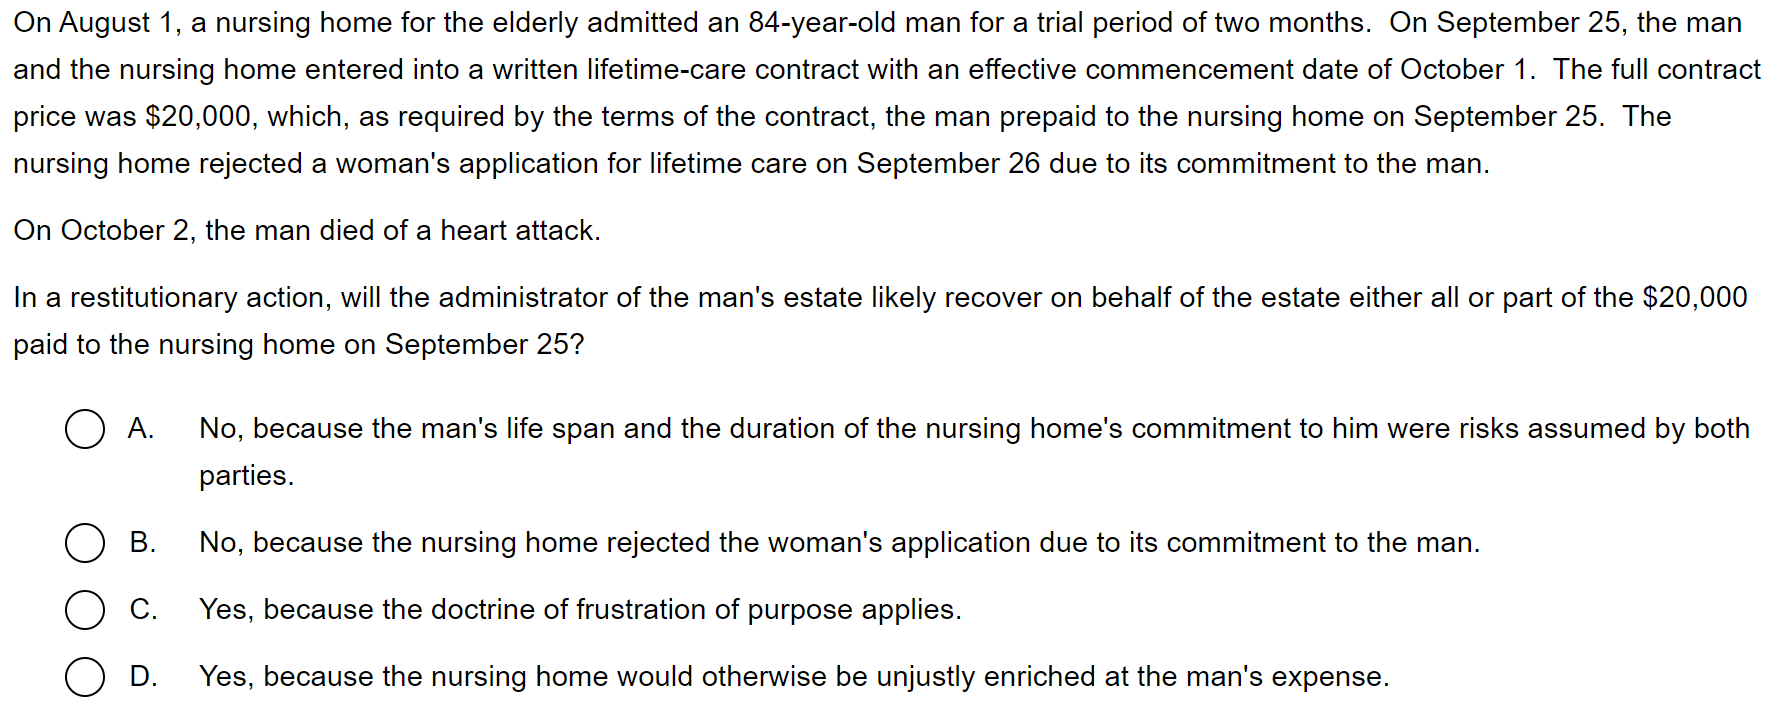 On August 1, a nursing home for the elderly admitted an 84-year-old man for a trial period of two months.  On September 25, the man
and the nursing home entered into a written lifetime-care contract with an effective commencement date of October 1.  The full contract
price was $20,000, which, as required by the terms of the contract, the man prepaid to the nursing home on September 25.  The
nursing home rejected a woman's application for lifetime care on September 26 due to its commitment to the man.
On October 2, the man died of a heart attack.
In a restitutionary action, will the administrator of the man's estate likely recover on behalf of the estate either all or part of the $20,000
paid to the nursing home on September 25?
A. No, because the man's life span and the duration of the nursing home's commitment to him were risks assumed by both
parties.
B. No, because the nursing home rejected the woman's application due to its commitment to the man.
C. Yes, because the doctrine of frustration of purpose applies.
D. Yes, because the nursing home would otherwise be unjustly enriched at the man's expense.